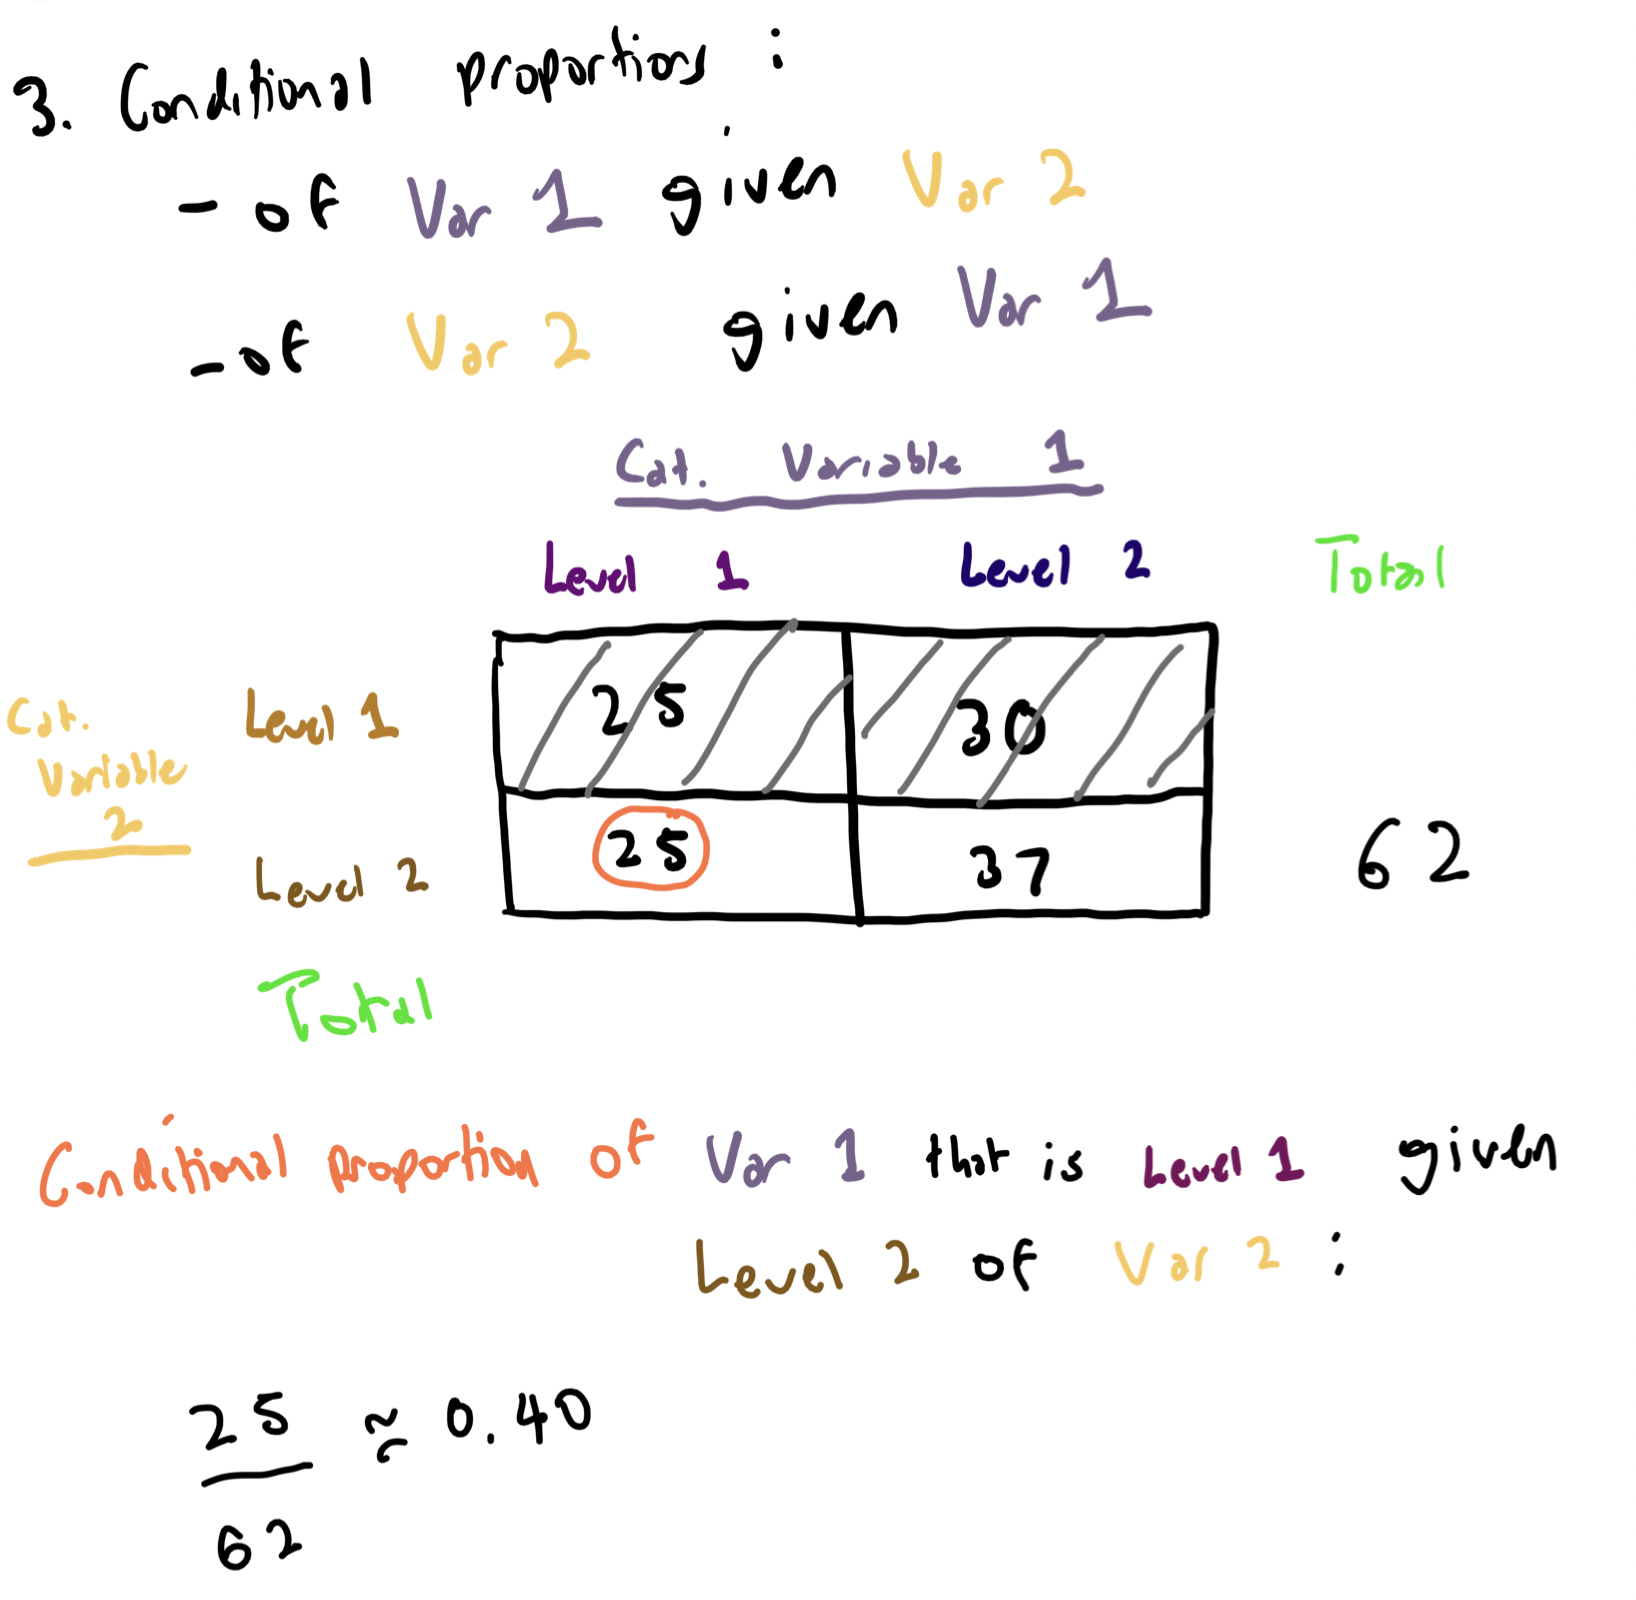 3. Conditional proportions :
- of Var 1 given Var 2
- of Var 2 given Var 1
Cat. Variable 1
Level 1 Level 2 Total
Cat. Variable 2
Level 1 25 30
Level 2 25 37 62
Total
Conditional proportion of Var 1 that is Level 1 given
Level 2 of Var 2 :
25 ≃ 0.40
62